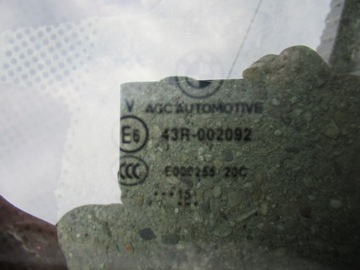 V AGC AUTOMOTIVE
E6 43R-002092
CCC E000255 20C